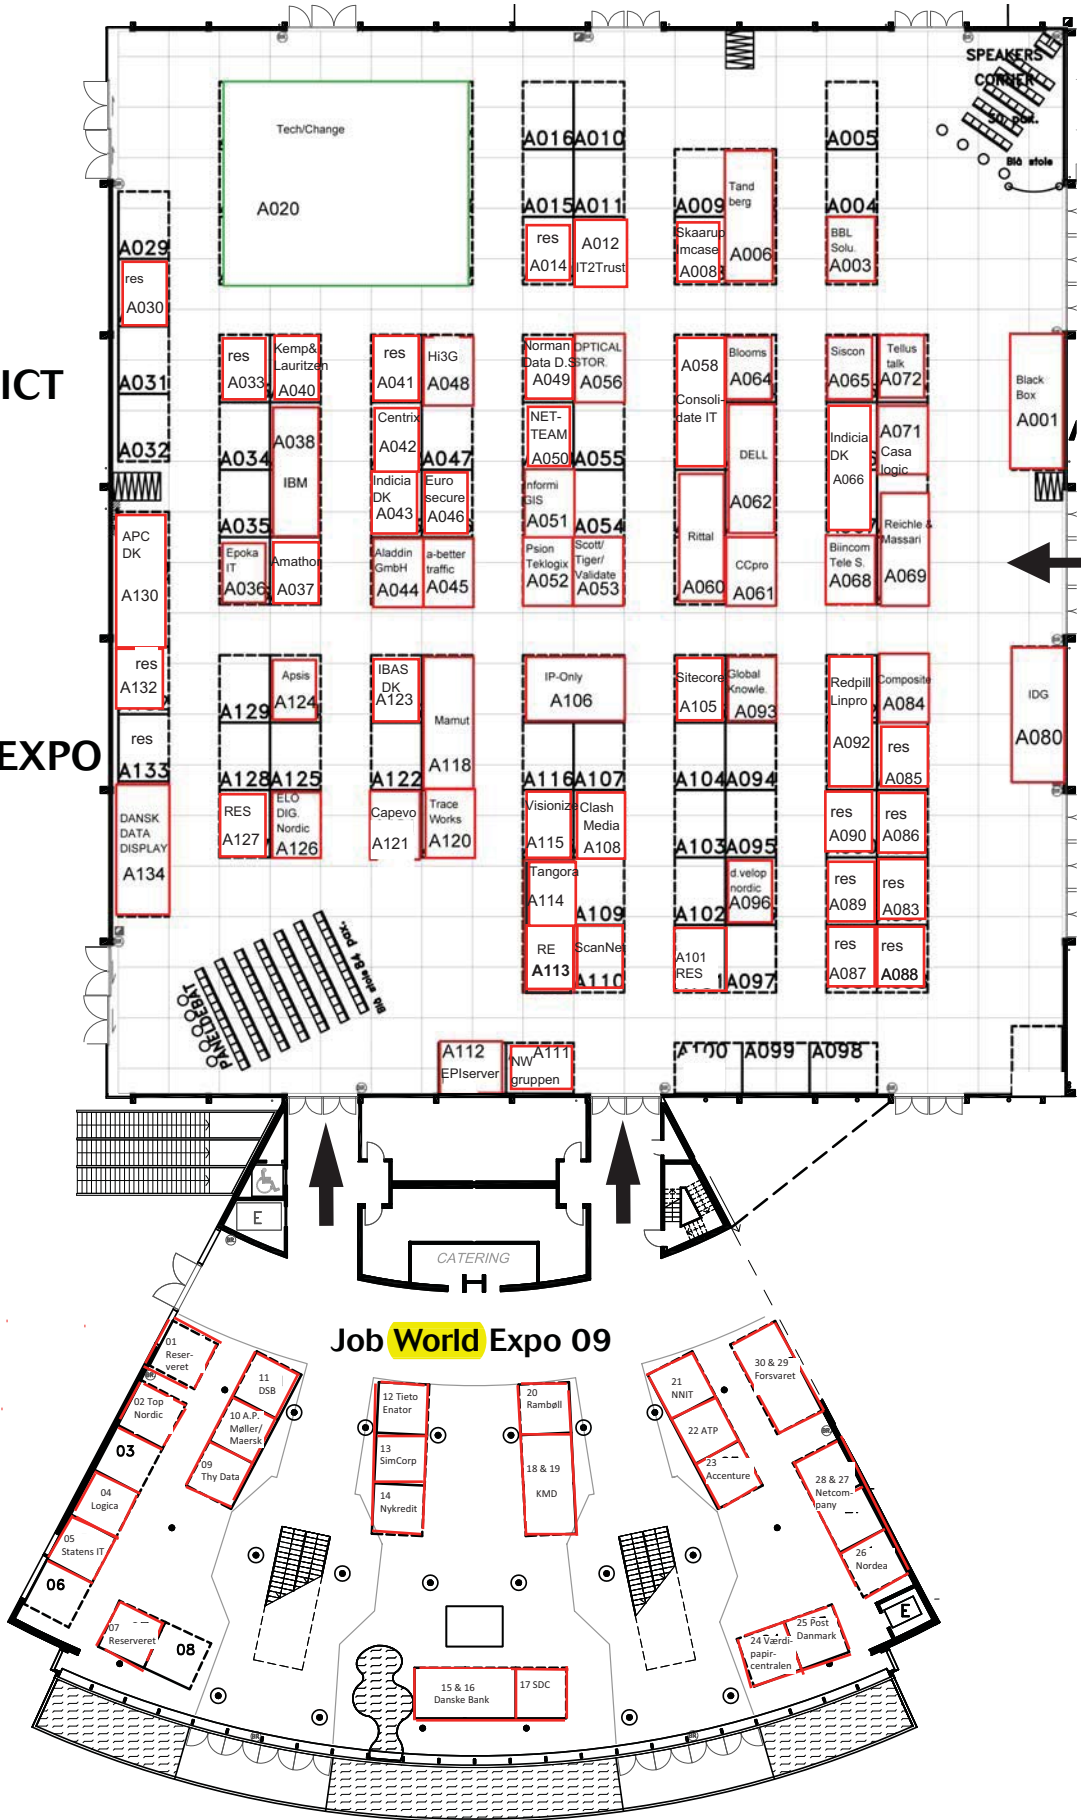 SPEAKERS
CORNER
50 pax.
Blå stole
Tech/Change
A020
A016 A010
A015 A011
res
A014
A012
IT2Trust
A009
Skaarup
Imcase
A008
Tand
berg
A006
A005
A004
BBL
Solu.
A003
A029
res
A030
A031
A032
ICT
res
A033
Kemp&
Lauritzen
A040
A034
A038
IBM
A035
Epoka
IT
A036
Amathon
A037
res
A041
Hi3G
A048
Centrix
A042
A047
Indicia
DK
A043
Euro
secure
A046
Aladdin
GmbH
A044
a-better
traffic
A045
Norman
Data D.S
A049
OPTICAL
STOR.
A056
NET-
TEAM
A050
A055
Informi
GIS
A051
A054
Psion
Teklogix
A052
Scott/
Tiger/
Validate
A053
A058
Consoli-
date IT
Blooms
A064
DELL
A062
Rittal
A060
CCpro
A061
Siscon
A065
Tellus
talk
A072
Indicia
DK
A066
A071
Casa
logic
Biincom
Tele S.
A068
Reichle &
Massari
A069
Black
Box
A001
APC
DK
A130
res
A132
res
A133
EXPO
DANSK
DATA
DISPLAY
A134
A129
Apsis
A124
A128 A125
RES
A127
ELO
DIG.
Nordic
A126
IBAS
DK
A123
Mamut
A118
A122
Capevo
A121
Trace
Works
A120
IP-Only
A106
A116 A107
Visionize
A115
Clash
Media
A108
Tangora
A114
A109
RE
A113
ScanNet
A110
Sitecore
A105
Global
Knowle.
A093
A104 A094
A103 A095
A102
d.velop
nordic
A096
A101
RES
A097
Redpill
Linpro
A092
Composite
A084
res
A085
res
A090
res
A086
res
A089
res
A083
res
A087
res
A088
IDG
A080
PANELDEBAT
Blå stole 84 pax.
A112
EPIserver
A111
NW
gruppen
A100 A099 A098
E
CATERING
H
Job World Expo 09
01
Reser-
veret
02 Top
Nordic
03
04
Logica
05
Statens IT
06
07
Reserveret
08
11
DSB
10 A.P.
Møller/
Maersk
09
Thy Data
12 Tieto
Enator
13
SimCorp
14
Nykredit
20
Rambøll
18 & 19
KMD
21
NNIT
22 ATP
23
Accenture
30 & 29
Forsvaret
28 & 27
Netcom-
pany
26
Nordea
E
25 Post
Danmark
24 Værdi-
papir-
centralen
15 & 16
Danske Bank
17 SDC